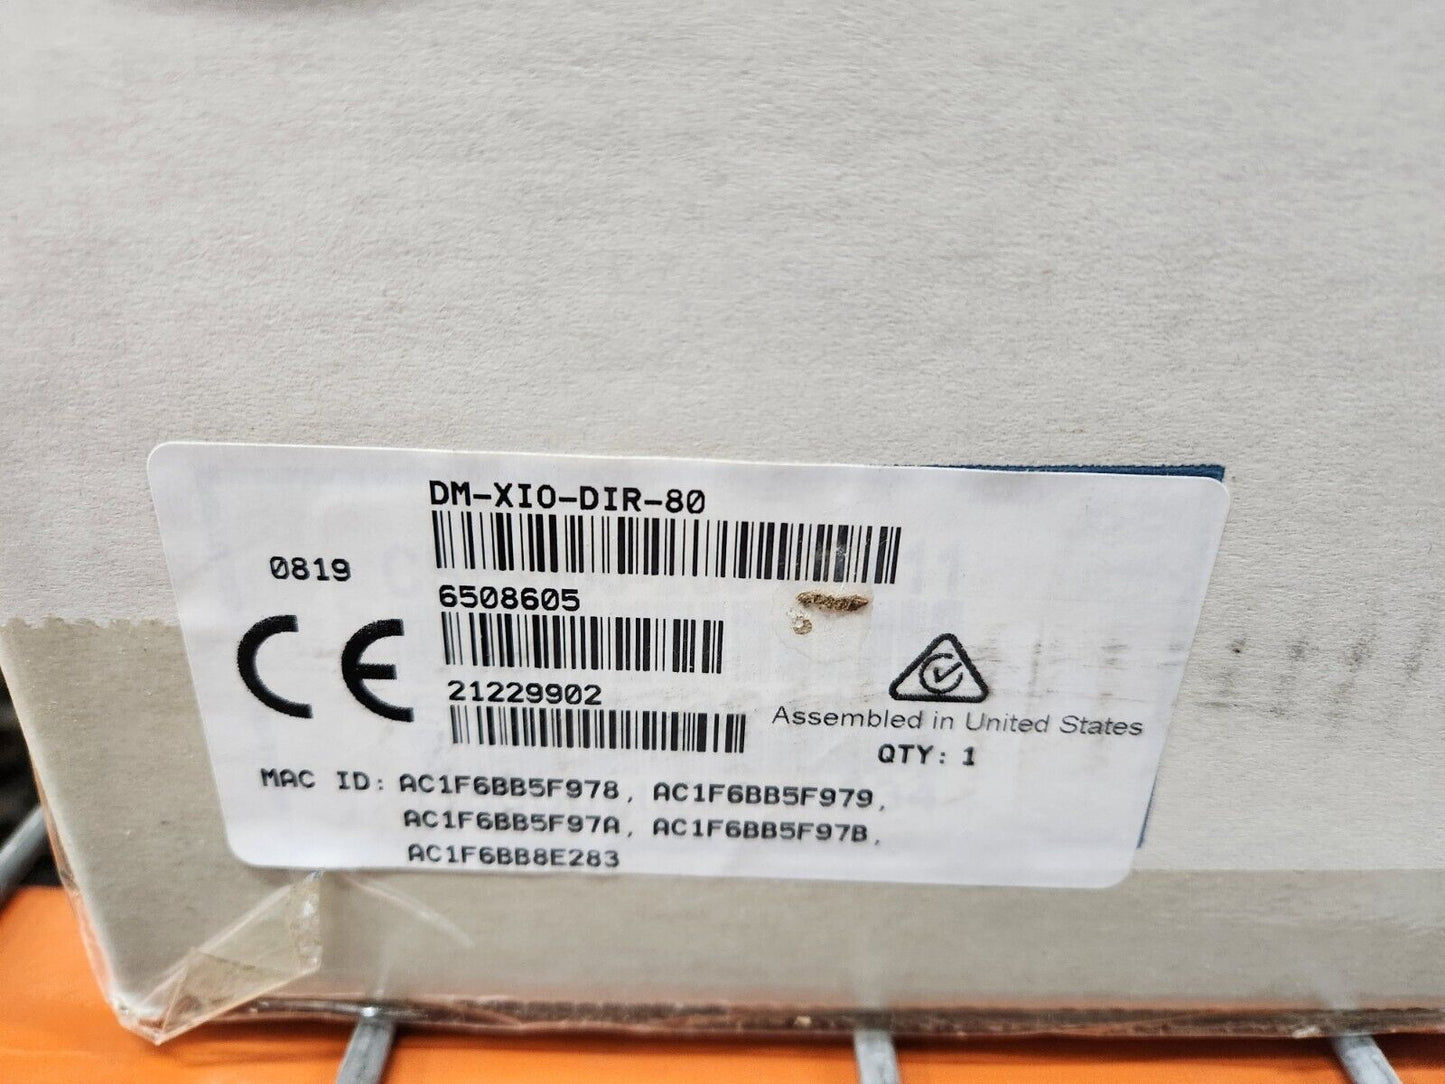 DM-XIO-DIR-80
0819
6508605
CE
21229902
Assembled in United States
QTY: 1
MAC ID: AC1F6BB5F978, AC1F6BB5F979,
AC1F6BB5F97A, AC1F6BB5F97B,
AC1F6BB8E283